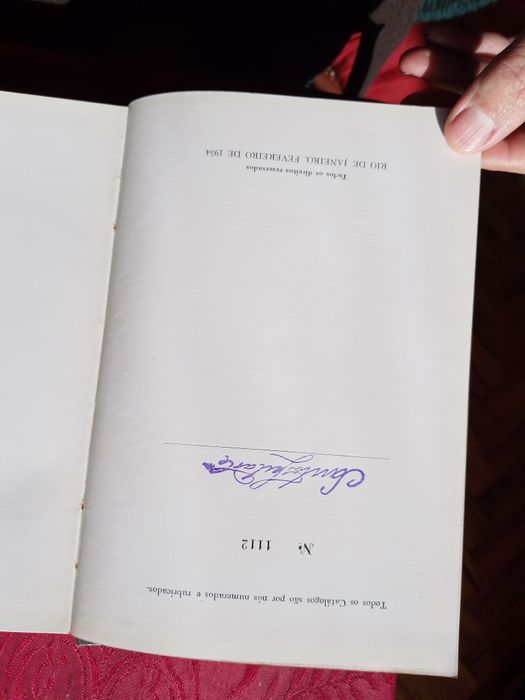 Todos os Catálogos são por nós numerados e rubricados.
Nº 1112
Todos os direitos reservados
RIO DE JANEIRO, FEVEREIRO DE 1954